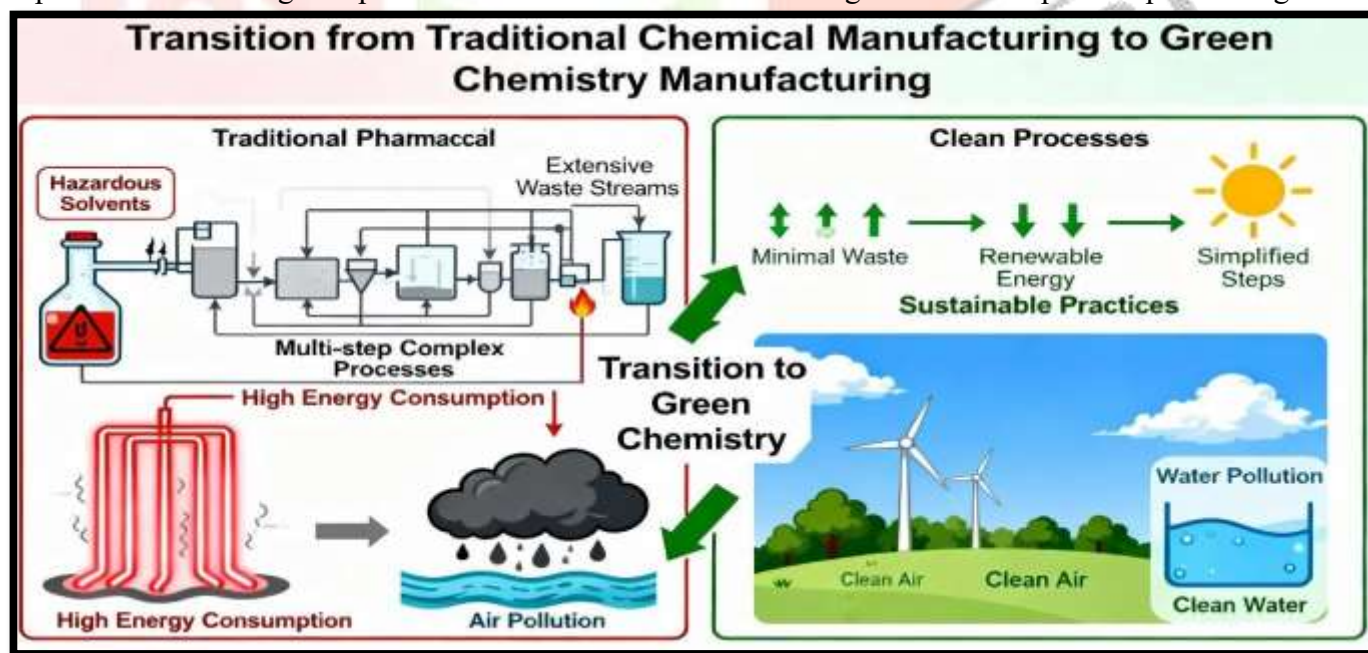 Transition from Traditional Chemical Manufacturing to Green
Chemistry Manufacturing
Traditional Pharmaccal
Hazardous
Solvents
Extensive
Waste Streams
Multi-step Complex
Processes
High Energy Consumption
High Energy Consumption
Air Pollution
Transition to
Green
Chemistry
Clean Processes
Minimal Waste
Renewable
Energy
Simplified
Steps
Sustainable Practices
Water Pollution
Clean Air
Clean Air
Clean Water